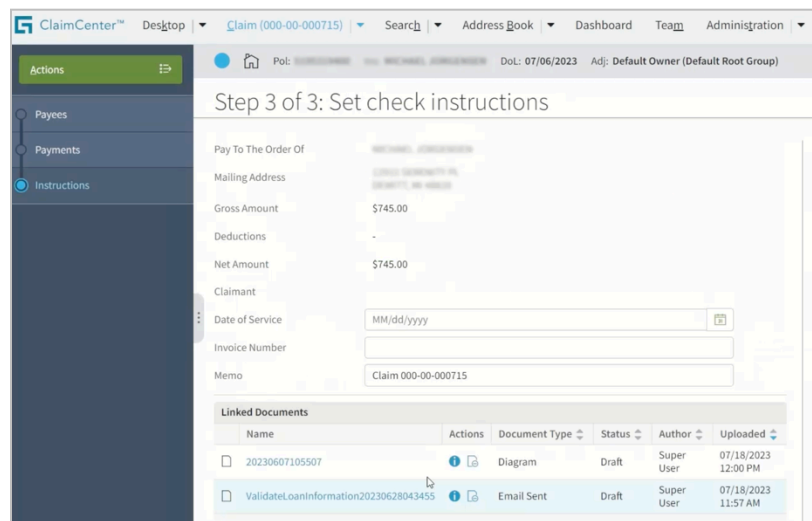 ClaimCenter™ Desktop Claim (000-00-000715) Search Address Book Dashboard Team Administration
Actions
Pol: DoL: 07/06/2023 Adj: Default Owner (Default Root Group)
Step 3 of 3: Set check instructions
Payees
Payments
Instructions
Pay To The Order Of
Mailing Address
Gross Amount $745.00
Deductions -
Net Amount $745.00
Claimant
Date of Service MM/dd/yyyy
Invoice Number
Memo Claim 000-00-000715
Linked Documents
Name Actions Document Type Status Author Uploaded
20230607105507 Diagram Draft Super User 07/18/2023 12:00 PM
ValidateLoanInformation20230628043455 Email Sent Draft Super User 07/18/2023 11:57 AM